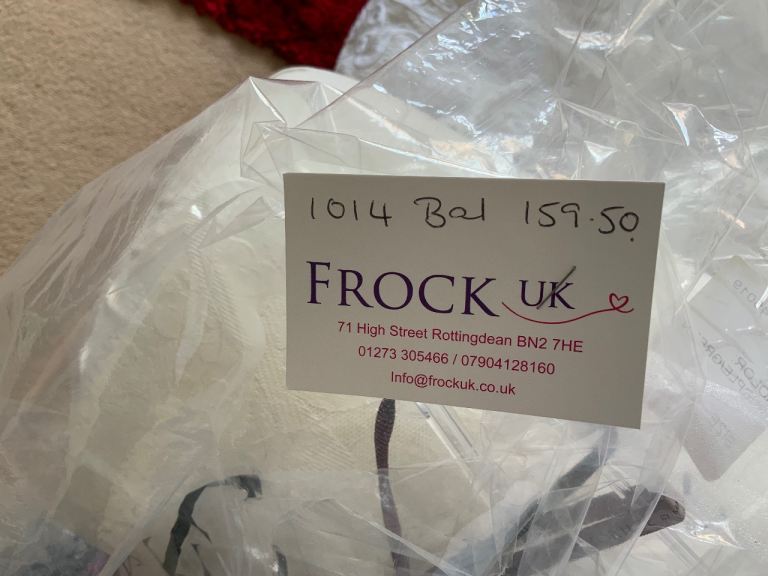 1014 Bal 159.50
FROCK UK
71 High Street Rottingdean BN2 7HE
01273 305466 / 07904128160
Info@frockuk.co.uk